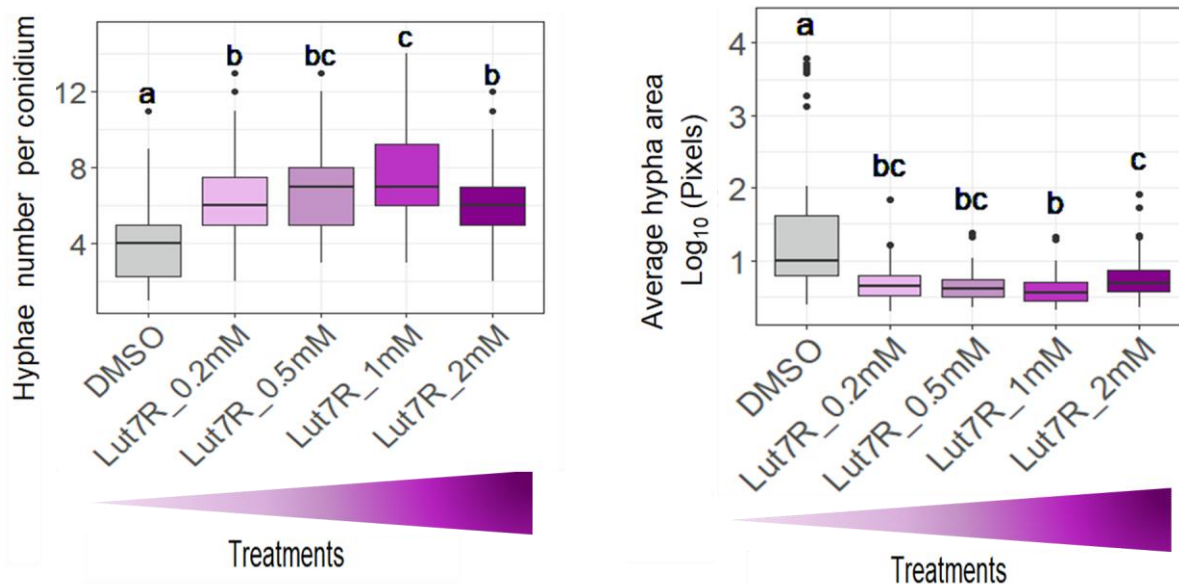 Hyphae number per conidium
12
8
4
a
b
bc
c
b
DMSO
Lut7R_0.2mM
Lut7R_0.5mM
Lut7R_1mM
Lut7R_2mM
Treatments
Average hypha area
Log10 (Pixels)
4
3
2
1
a
bc
bc
b
c
DMSO
Lut7R_0.2mM
Lut7R_0.5mM
Lut7R_1mM
Lut7R_2mM
Treatments